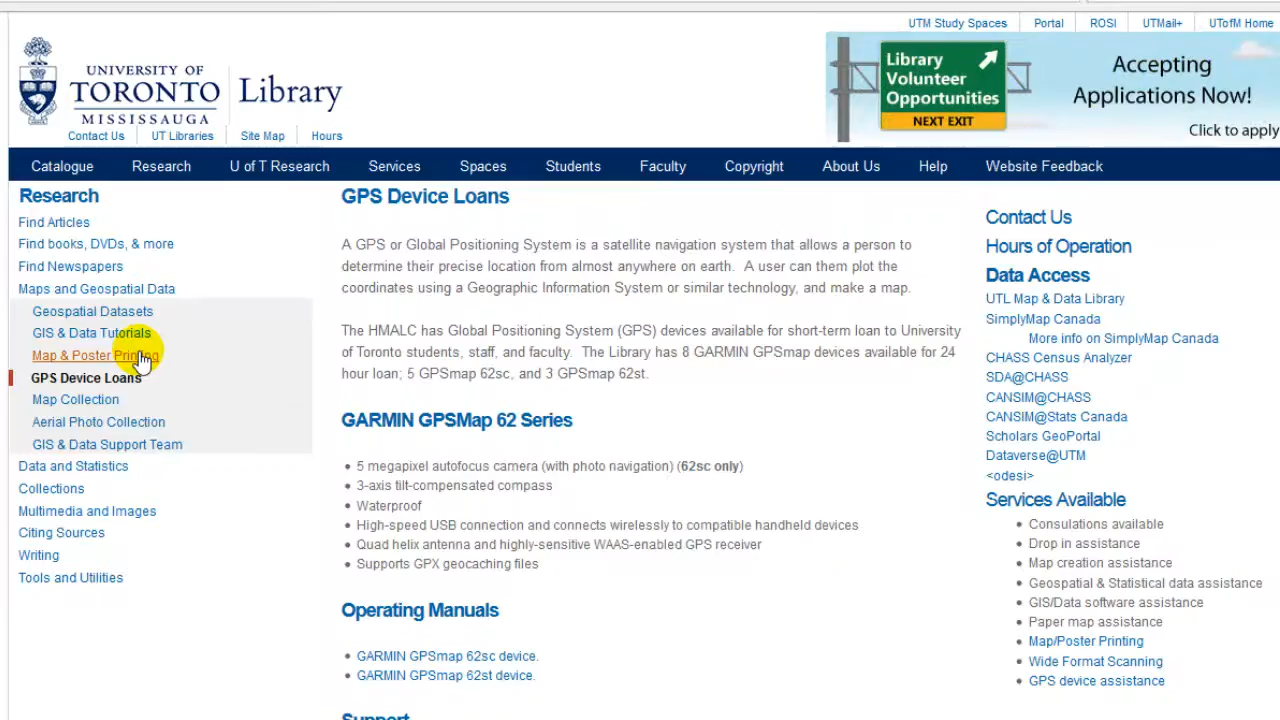 UTM Study Spaces Portal ROSI UTMail+ UTofM Home
UNIVERSITY OF
TORONTO
MISSISSAUGA
Library
Library
Volunteer
Opportunities
NEXT EXIT
Accepting
Applications Now!
Click to apply
Contact Us UT Libraries Site Map Hours
Catalogue Research U of T Research Services Spaces Students Faculty Copyright About Us Help Website Feedback
Research
Find Articles
Find books, DVDs, & more
Find Newspapers
Maps and Geospatial Data
Geospatial Datasets
GIS & Data Tutorials
Map & Poster Printing
GPS Device Loans
Map Collection
Aerial Photo Collection
GIS & Data Support Team
Data and Statistics
Collections
Multimedia and Images
Citing Sources
Writing
Tools and Utilities
GPS Device Loans
A GPS or Global Positioning System is a satellite navigation system that allows a person to
determine their precise location from almost anywhere on earth. A user can them plot the
coordinates using a Geographic Information System or similar technology, and make a map.
The HMALC has Global Positioning System (GPS) devices available for short-term loan to University
of Toronto students, staff, and faculty. The Library has 8 GARMIN GPSmap devices available for 24
hour loan; 5 GPSmap 62sc, and 3 GPSmap 62st.
GARMIN GPSMap 62 Series
• 5 megapixel autofocus camera (with photo navigation) (62sc only)
• 3-axis tilt-compensated compass
• Waterproof
• High-speed USB connection and connects wirelessly to compatible handheld devices
• Quad helix antenna and highly-sensitive WAAS-enabled GPS receiver
• Supports GPX geocaching files
Operating Manuals
• GARMIN GPSmap 62sc device.
• GARMIN GPSmap 62st device.
Support
Contact Us
Hours of Operation
Data Access
UTL Map & Data Library
SimplyMap Canada
More info on SimplyMap Canada
CHASS Census Analyzer
SDA@CHASS
CANSIM@CHASS
CANSIM@Stats Canada
Scholars GeoPortal
Dataverse@UTM
<odesi>
Services Available
• Consulations available
• Drop in assistance
• Map creation assistance
• Geospatial & Statistical data assistance
• GIS/Data software assistance
• Paper map assistance
• Map/Poster Printing
• Wide Format Scanning
• GPS device assistance